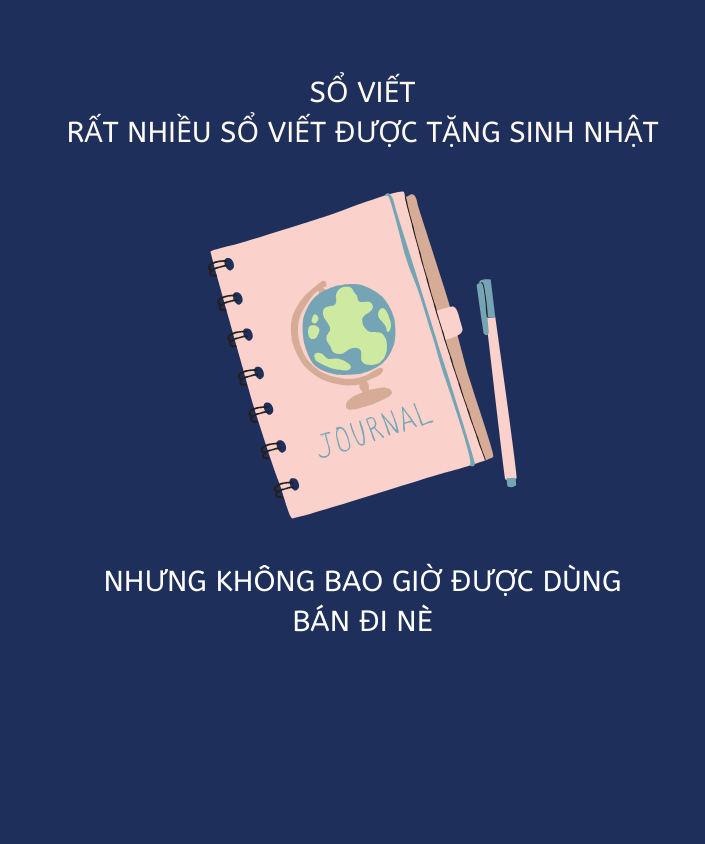 SỔ VIẾT
RẤT NHIỀU SỔ VIẾT ĐƯỢC TẶNG SINH NHẬT
JOURNAL
NHƯNG KHÔNG BAO GIỜ ĐƯỢC DÙNG
BÁN ĐI NÈ